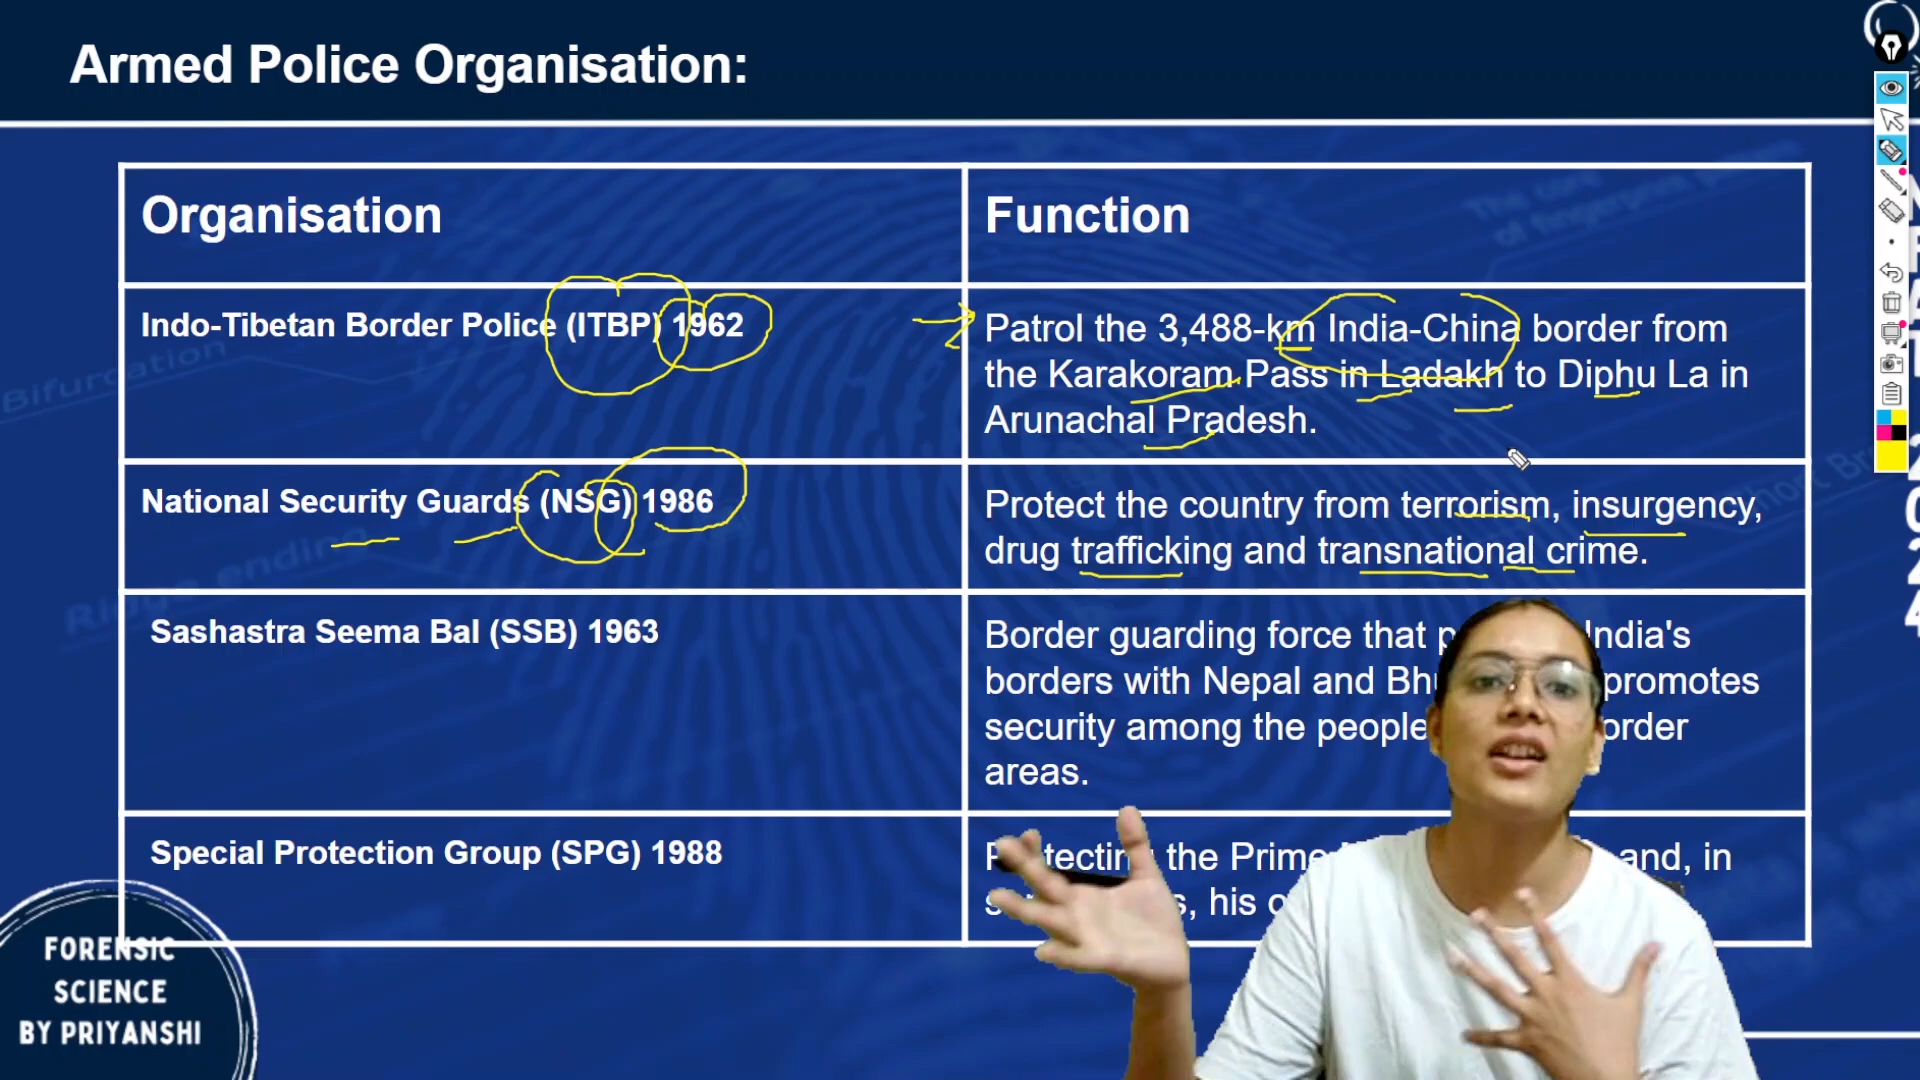 Armed Police Organisation:
Organisation
Function
Indo-Tibetan Border Police (ITBP) 1962
Patrol the 3,488-km India-China border from
the Karakoram Pass in Ladakh to Diphu La in
Arunachal Pradesh.
National Security Guards (NSG) 1986
Protect the country from terrorism, insurgency,
drug trafficking and transnational crime.
Sashastra Seema Bal (SSB) 1963
Border guarding force that India's
borders with Nepal and promotes
security among the people
areas.
Special Protection Group (SPG) 1988
the Prime and, in
his
FORENSIC
SCIENCE
BY PRIYANSHI